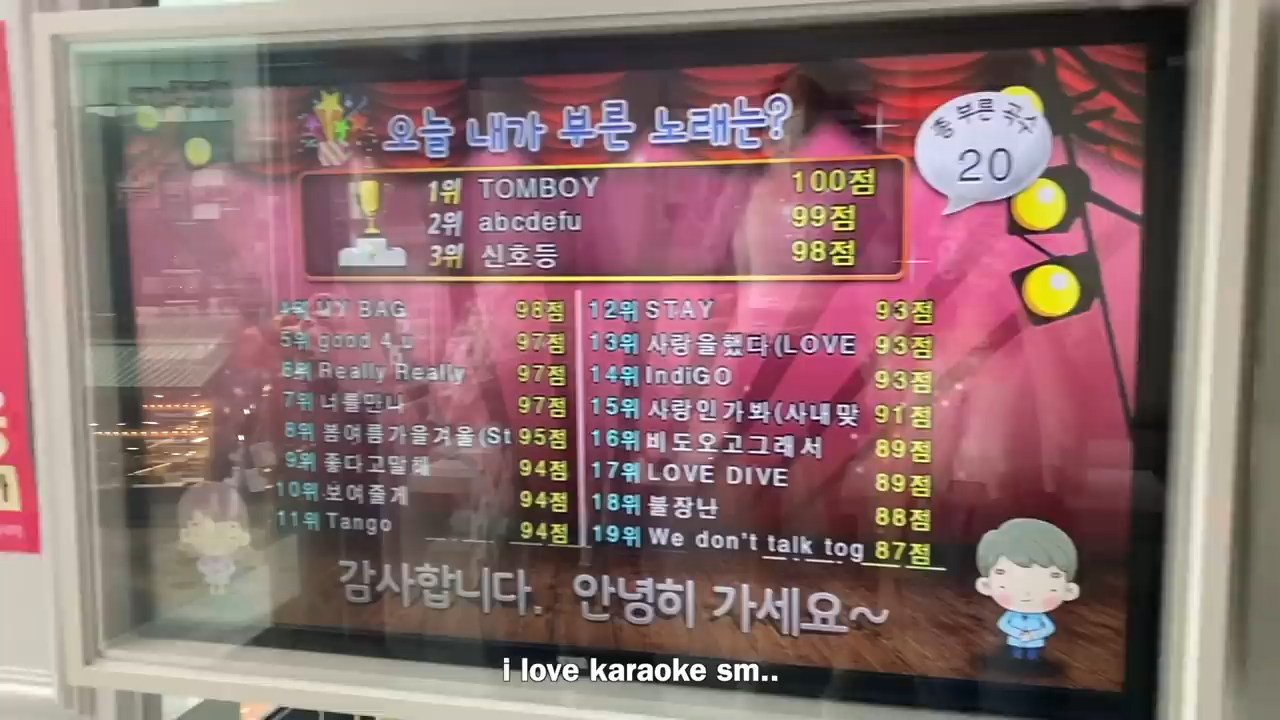 오늘 내가 부른 노래는?
총 부른 곡수
20
1위 TOMBOY 100점
2위 abcdefu 99점
3위 신호등 98점
4위 MY BAG 98점
5위 good 4 u 97점
6위 Really Really 97점
7위 너를만나 97점
8위 봄여름가을겨울(St 95점
9위 좋다고말해 94점
10위 보여줄게 94점
11위 Tango 94점
12위 STAY 93점
13위 사랑을했다(LOVE 93점
14위 IndiGO 93점
15위 사랑인가봐(사내맞 91점
16위 비도오고그래서 89점
17위 LOVE DIVE 89점
18위 불장난 88점
19위 We don't talk tog 87점
감사합니다. 안녕히 가세요~
i love karaoke sm..